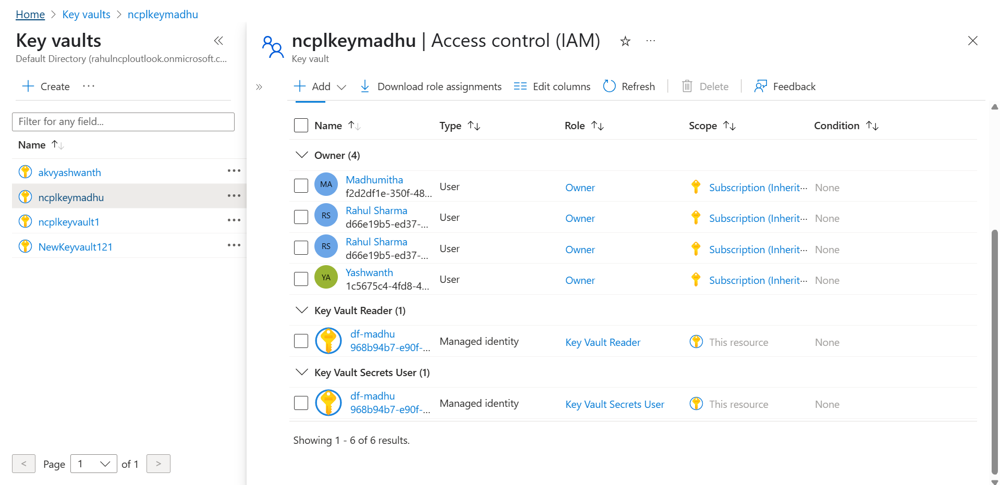 Home > Key vaults > ncplkeymadhu
Key vaults
Default Directory (rahulncploutlook.onmicrosoft.c...
+ Create ...
Filter for any field...
Name
akvyashwanth
ncplkeymadhu
ncplkeyvault1
NewKeyvault121
< Page 1 of 1 >
ncplkeymadhu | Access control (IAM)
Key vault
Add Download role assignments Edit columns Refresh Delete Feedback
Name Type Role Scope Condition
Owner (4)
MA Madhumitha
f2d2df1e-350f-48... User Owner Subscription (Inherit... None
RS Rahul Sharma
d66e19b5-ed37-... User Owner Subscription (Inherit... None
RS Rahul Sharma
d66e19b5-ed37-... User Owner Subscription (Inherit... None
YA Yashwanth
1c5675c4-4fd8-4... User Owner Subscription (Inherit... None
Key Vault Reader (1)
df-madhu
968b94b7-e90f-... Managed identity Key Vault Reader This resource None
Key Vault Secrets User (1)
df-madhu
968b94b7-e90f-... Managed identity Key Vault Secrets User This resource None
Showing 1 - 6 of 6 results.